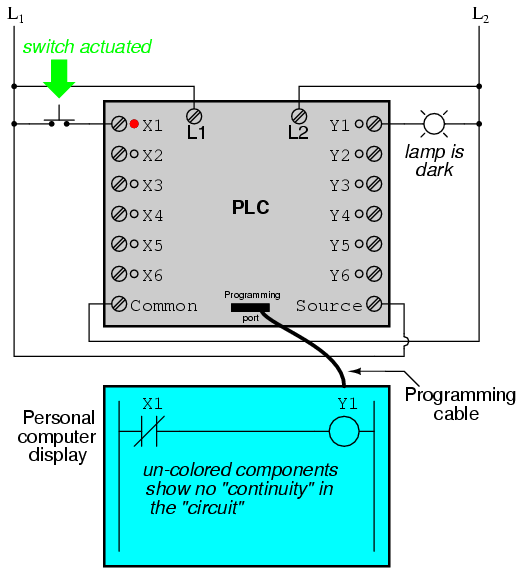 L1
L2
switch actuated
L1
L2
X1
X2
X3
X4
X5
X6
Common
PLC
Y1
Y2
Y3
Y4
Y5
Y6
Source
lamp is
dark
Programming
port
Programming
cable
Personal
computer
display
X1
Y1
un-colored components
show no "continuity" in
the "circuit"